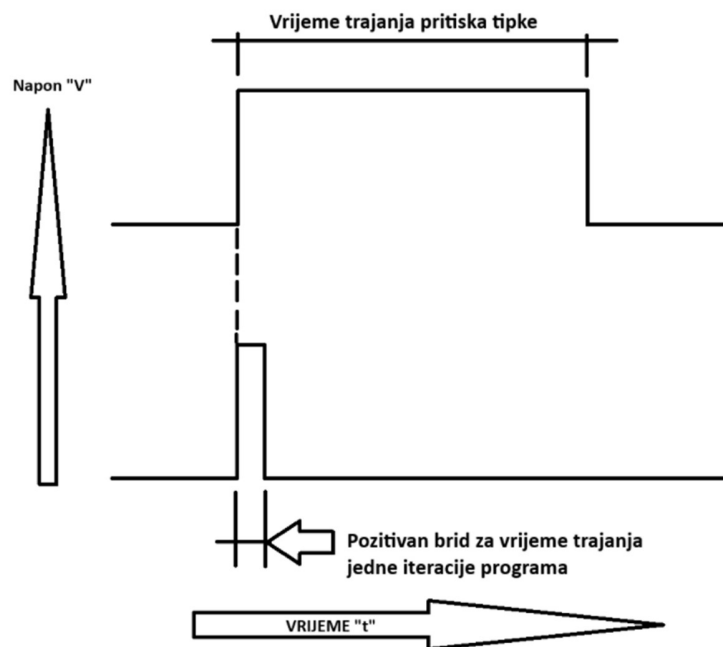 Vrijeme trajanja pritiska tipke
Napon "V"
Pozitivan brid za vrijeme trajanja
jedne iteracije programa
VRIJEME "t"